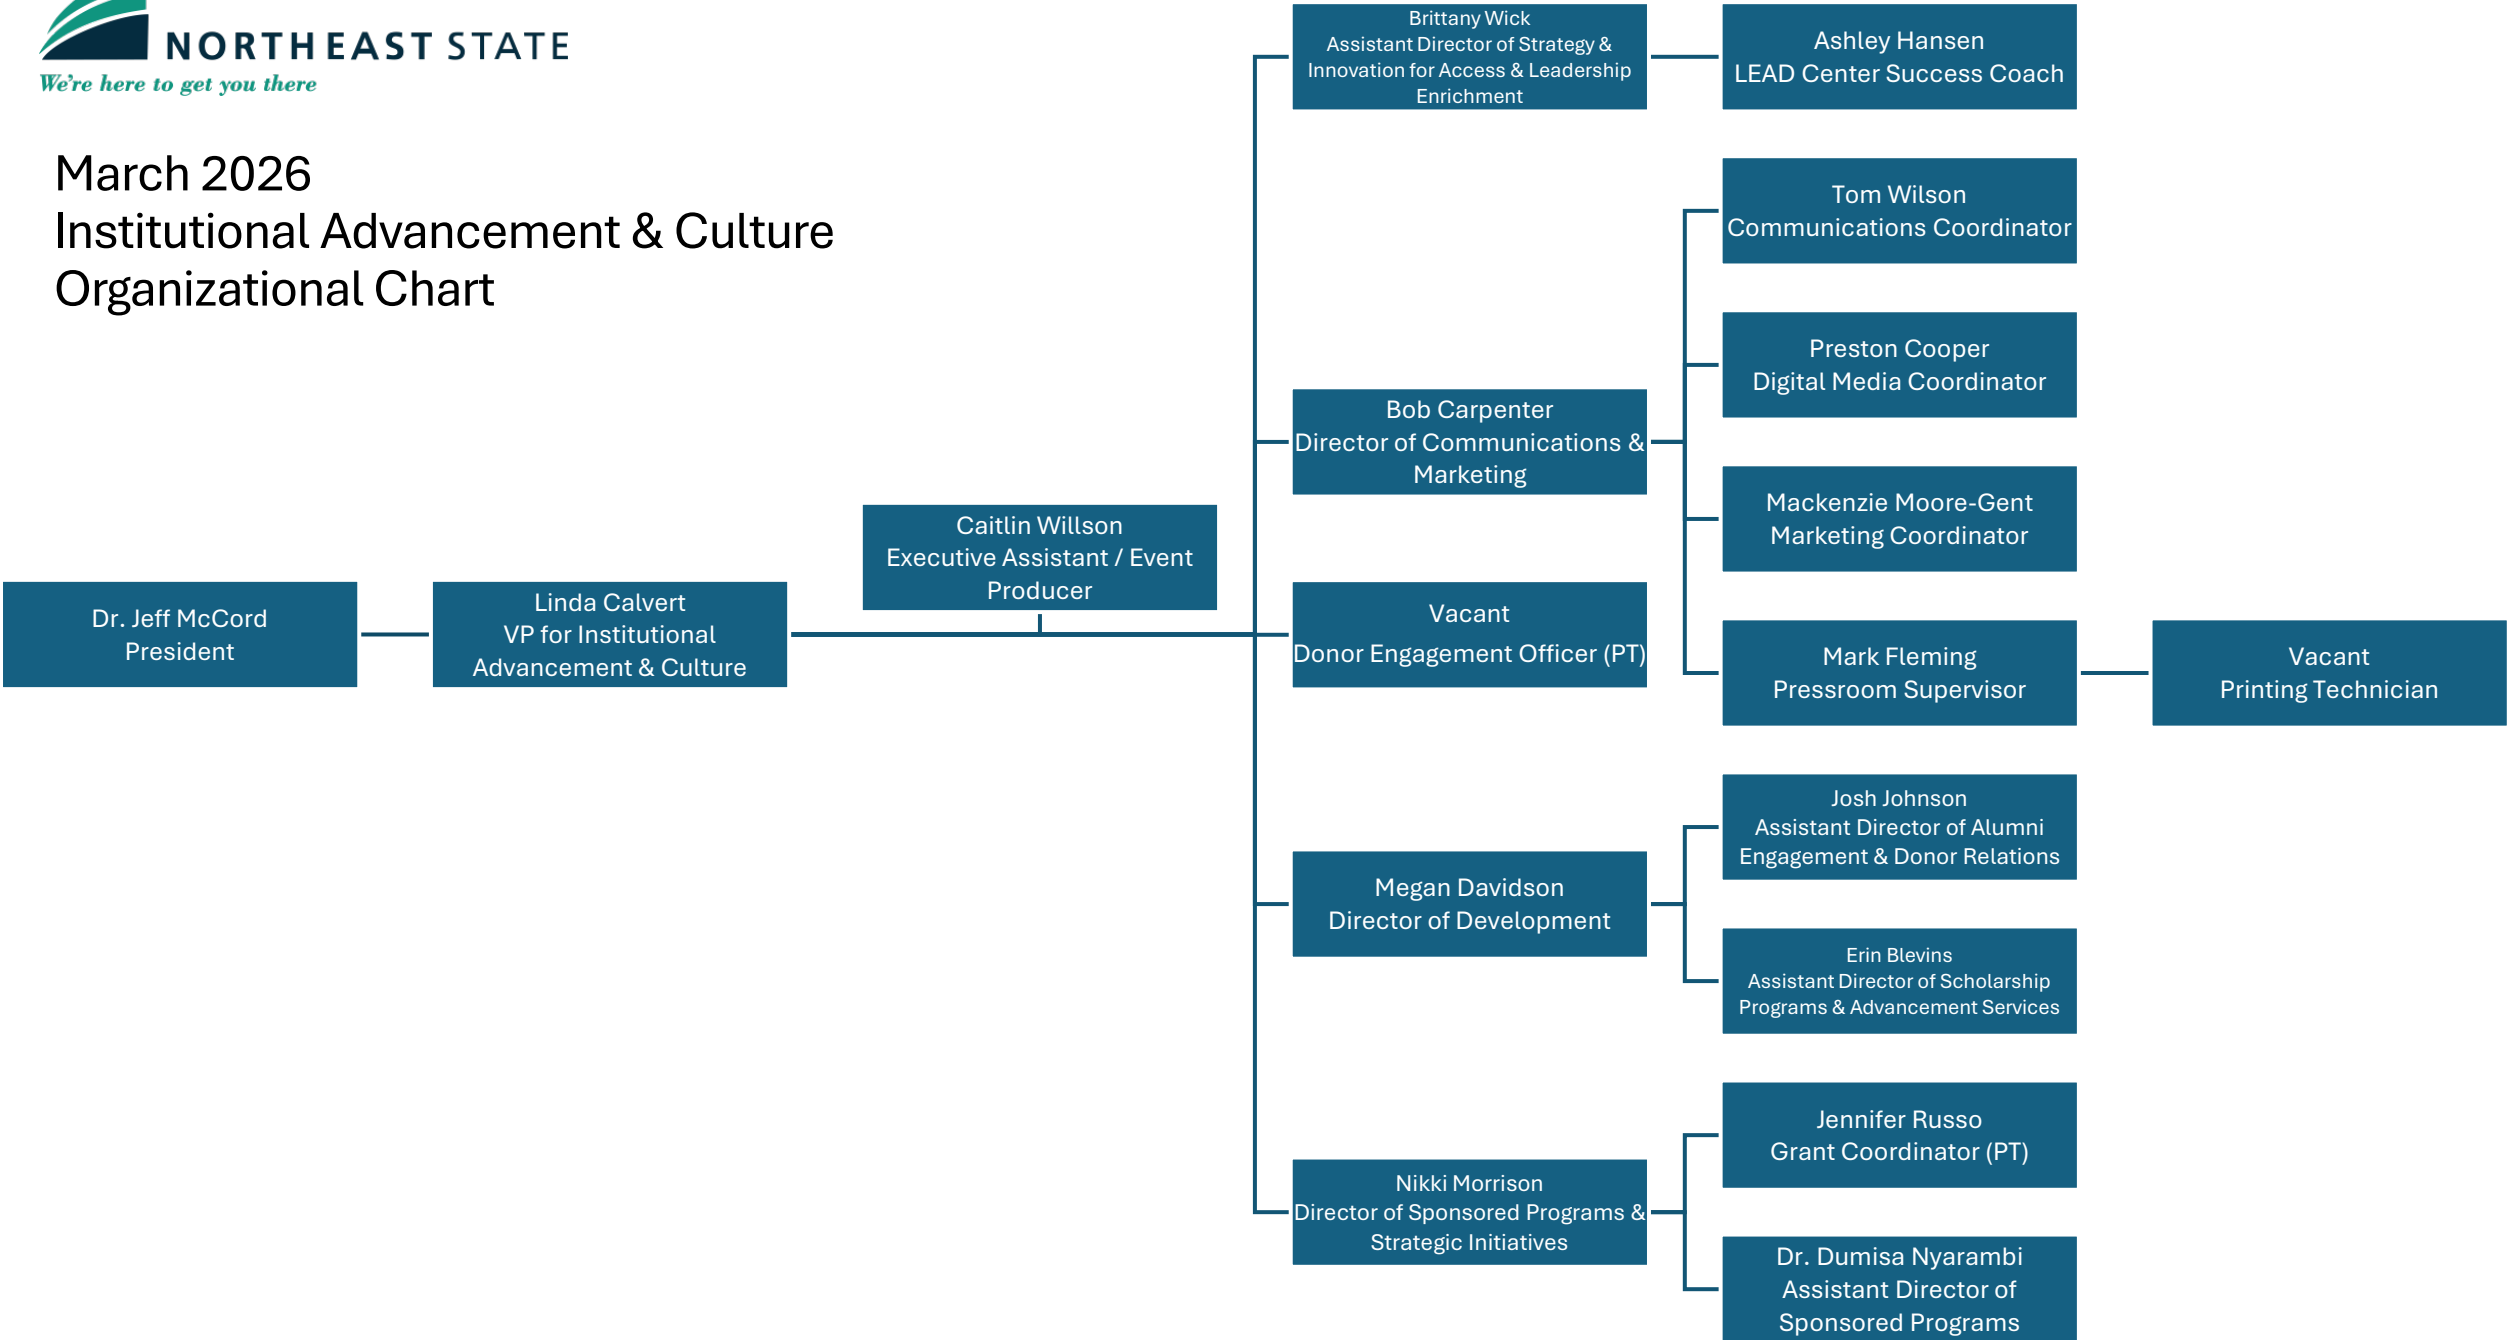 NORTHEAST STATE
We're here to get you there
March 2026
Institutional Advancement & Culture
Organizational Chart
Dr. Jeff McCord
President
Linda Calvert
VP for Institutional
Advancement & Culture
Caitlin Willson
Executive Assistant / Event
Producer
Brittany Wick
Assistant Director of Strategy &
Innovation for Access & Leadership
Enrichment
Ashley Hansen
LEAD Center Success Coach
Bob Carpenter
Director of Communications &
Marketing
Tom Wilson
Communications Coordinator
Preston Cooper
Digital Media Coordinator
Mackenzie Moore-Gent
Marketing Coordinator
Mark Fleming
Pressroom Supervisor
Vacant
Printing Technician
Vacant
Donor Engagement Officer (PT)
Megan Davidson
Director of Development
Josh Johnson
Assistant Director of Alumni
Engagement & Donor Relations
Erin Blevins
Assistant Director of Scholarship
Programs & Advancement Services
Nikki Morrison
Director of Sponsored Programs &
Strategic Initiatives
Jennifer Russo
Grant Coordinator (PT)
Dr. Dumisa Nyarambi
Assistant Director of
Sponsored Programs